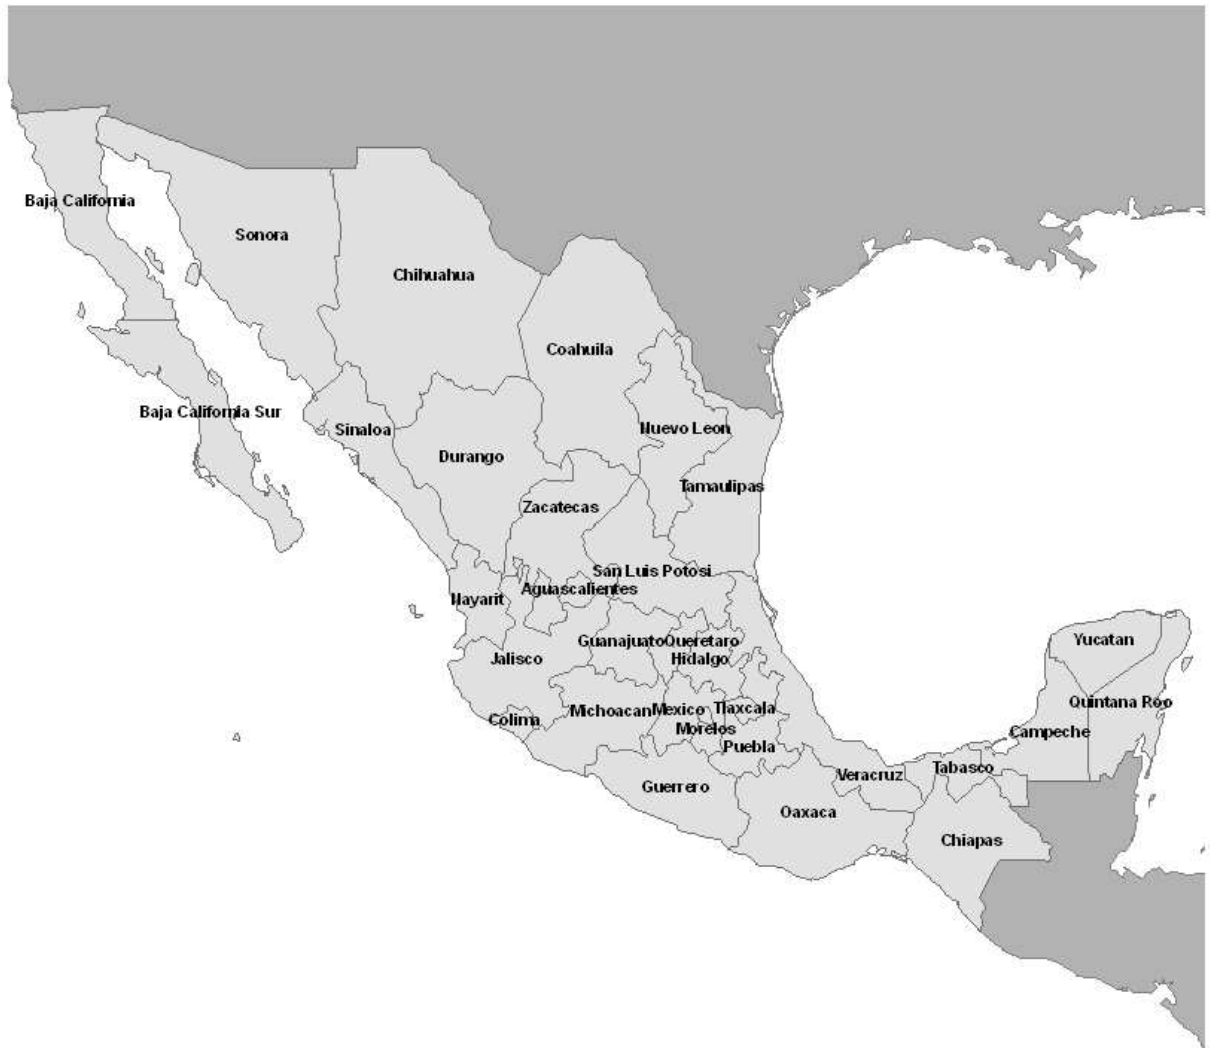 Baja California
Sonora
Chihuahua
Coahuila
Baja California Sur
Sinaloa
Nuevo Leon
Durango
Tamaulipas
Zacatecas
San Luis Potosi
Aguascalientes
Nayarit
Guanajuato
Queretaro
Yucatan
Jalisco
Hidalgo
Quintana Roo
Michoacan
Mexico
Tlaxcala
Colima
Morelos
Campeche
Puebla
Tabasco
Veracruz
Guerrero
Oaxaca
Chiapas